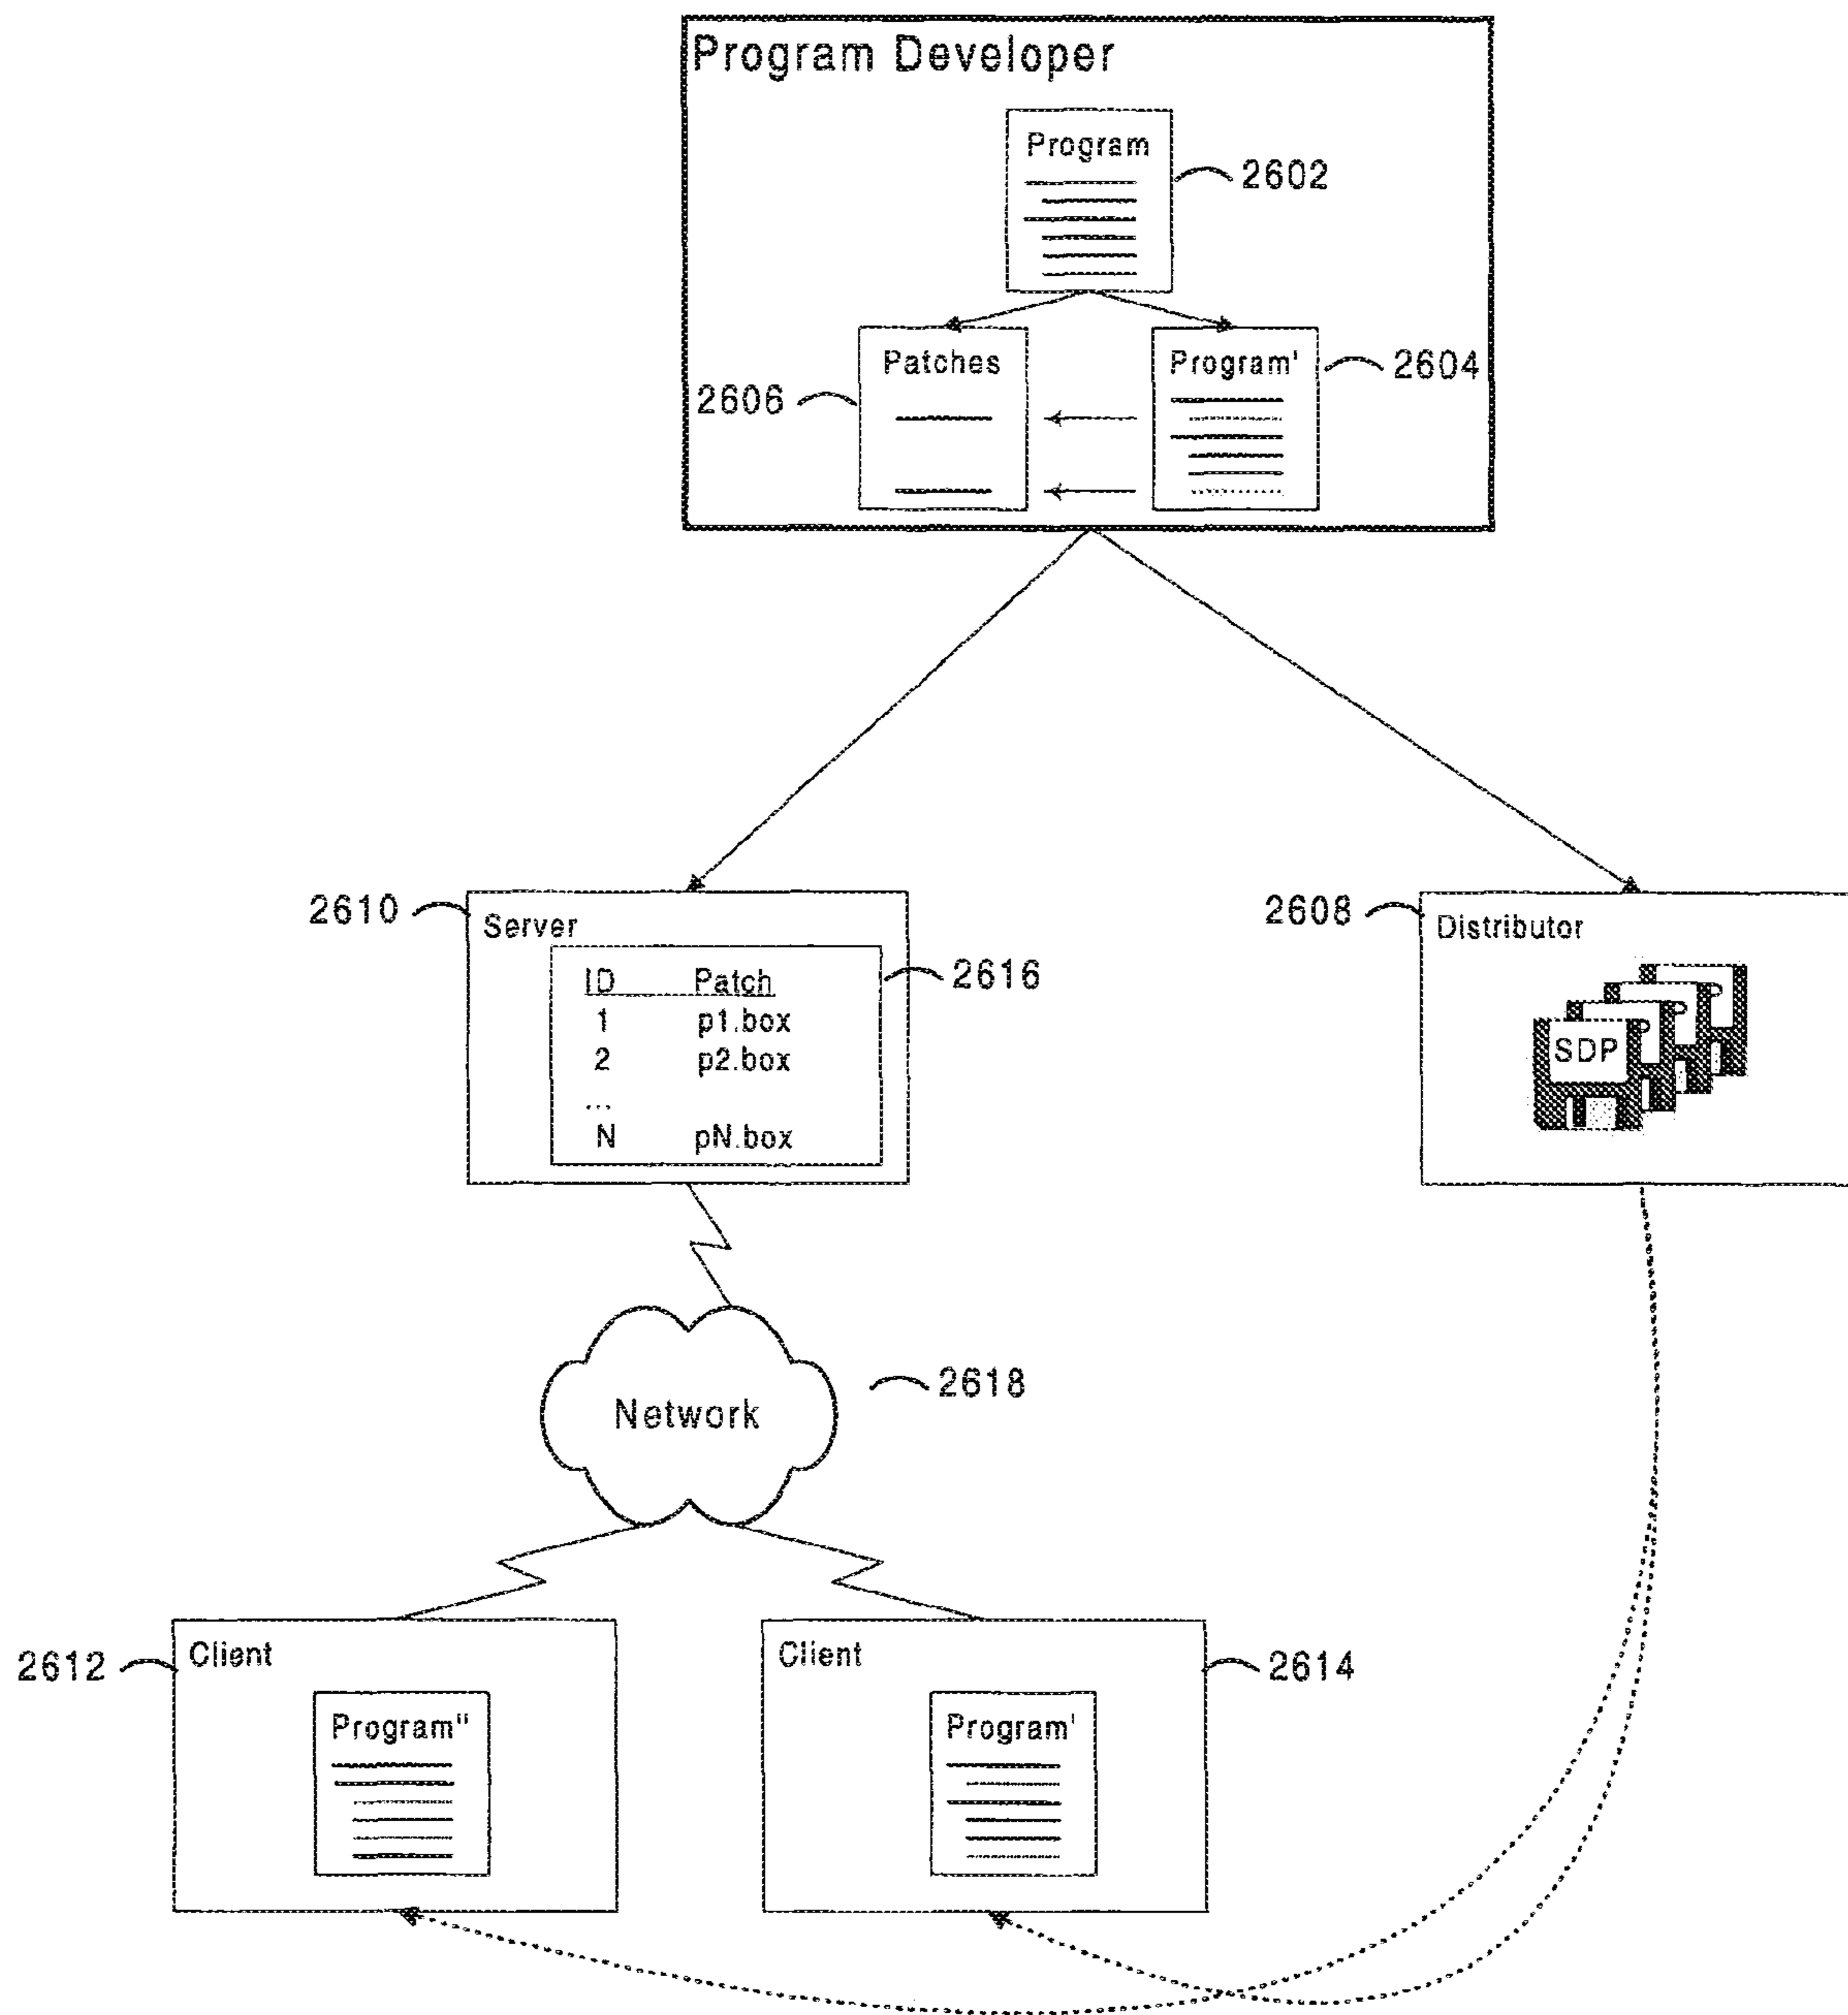 Program Developer
Program
2602
Patches
Program'
2604
2606
2610
Server
2608
Distributor
ID Patch
2616
1 p1.box
2 p2.box
...
N pN.box
SDP
Network
2618
2612
Client
Client
2614
Program"
Program'